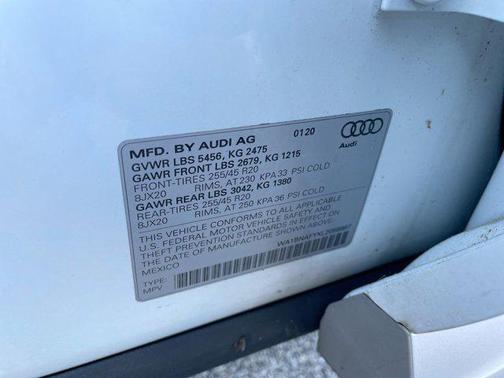 MFD. BY AUDI AG 01 20
GVWR LBS 5456, KG 2475
GAWR FRONT LBS 2679, KG 1215
FRONT-TIRES 255/45 R20
8JX20 RIMS, AT 230 KPA 33 PSI COLD
GAWR REAR LBS 3042, KG 1380
REAR-TIRES 255/45 R20
8JX20 RIMS, AT 250 KPA 36 PSI COLD
THIS VEHICLE CONFORMS TO ALL APPLICABLE
U.S. FEDERAL MOTOR VEHICLE SAFETY AND
THEFT PREVENTION STANDARDS IN EFFECT ON
THE DATE OF MANUFACTURE SHOWN ABOVE
MEXICO
TYPE:
MPV